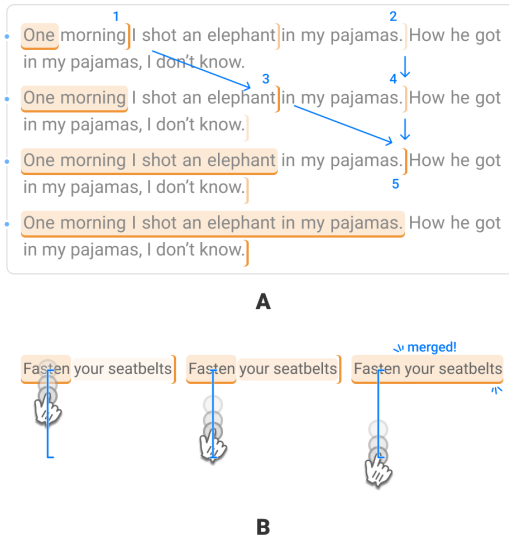 1 2
One morning I shot an elephant in my pajamas. How he got
in my pajamas, I don't know.
3 4
One morning I shot an elephant in my pajamas. How he got
in my pajamas, I don't know.
One morning I shot an elephant in my pajamas. How he got
5
in my pajamas, I don't know.
One morning I shot an elephant in my pajamas. How he got
in my pajamas, I don't know.
A
merged!
Fasten your seatbelts Fasten your seatbelts Fasten your seatbelts
B